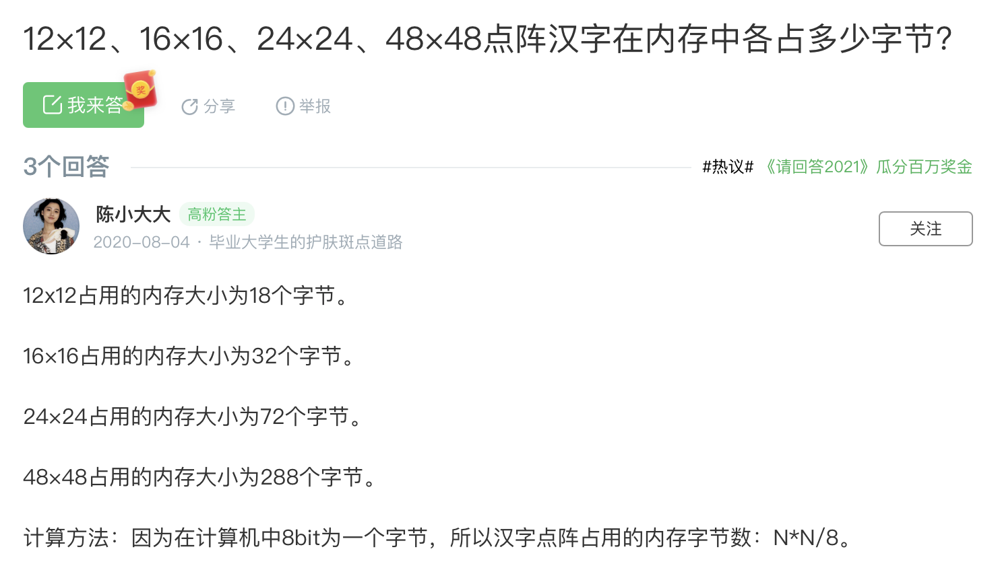 12×12、16×16、24×24、48×48点阵汉字在内存中各占多少字节?
我来答
奖
分享
举报
3个回答
#热议# 《请回答2021》瓜分百万奖金
陈小大大 高粉答主
2020-08-04 · 毕业大学生的护肤斑点道路
关注
12x12占用的内存大小为18个字节。
16×16占用的内存大小为32个字节。
24×24占用的内存大小为72个字节。
48×48占用的内存大小为288个字节。
计算方法：因为在计算机中8bit为一个字节，所以汉字点阵占用的内存字节数：N*N/8。